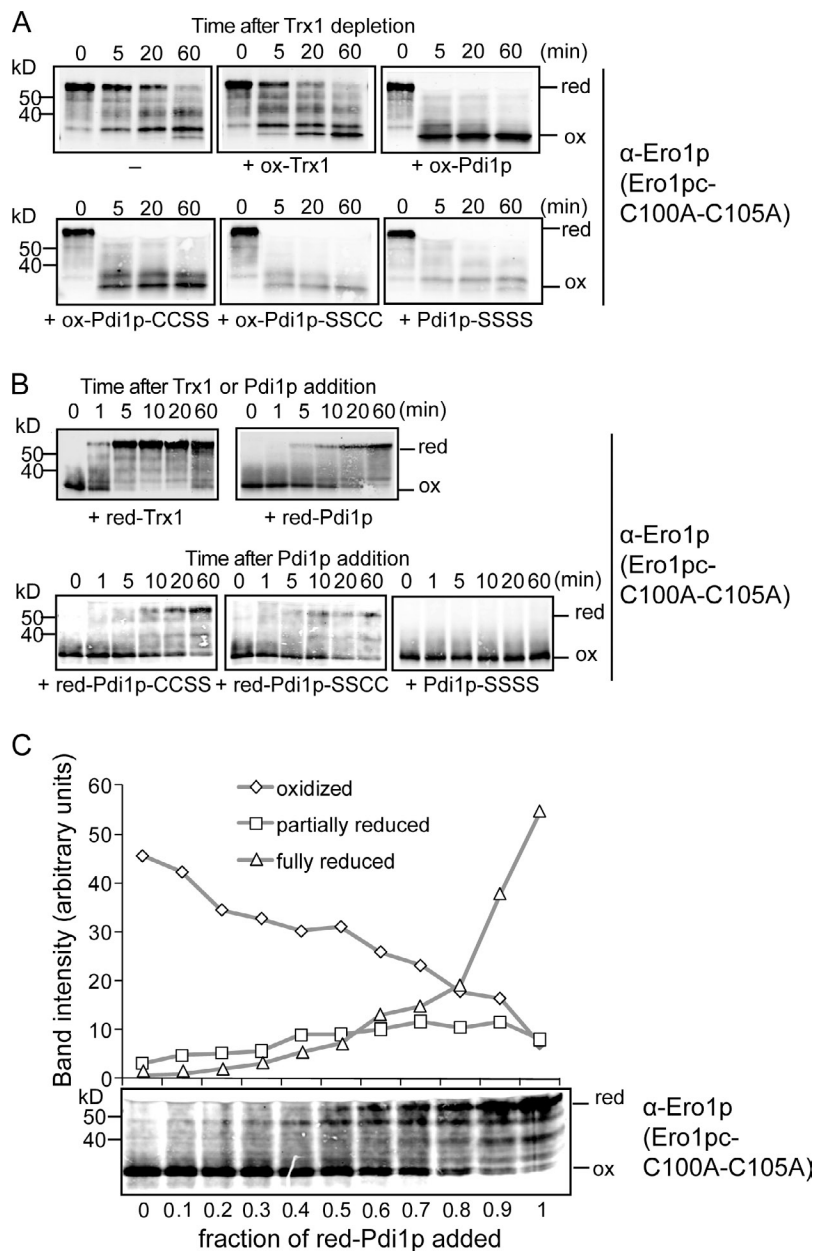 A
Time after Trx1 depletion
0 5 20 60 0 5 20 60 0 5 20 60 (min)
kD
50
40
red
ox
– + ox-Trx1 + ox-Pdi1p
α-Ero1p
(Ero1pc-
C100A-C105A)
kD
0 5 20 60 0 5 20 60 0 5 20 60 (min)
50
40
red
ox
+ ox-Pdi1p-CCSS + ox-Pdi1p-SSCC + Pdi1p-SSSS
B
Time after Trx1 or Pdi1p addition
0 1 5 10 20 60 0 1 5 10 20 60 (min)
kD
50
40
red
ox
+ red-Trx1 + red-Pdi1p
α-Ero1p
(Ero1pc-
C100A-C105A)
Time after Pdi1p addition
kD
0 1 5 10 20 60 0 1 5 10 20 60 0 1 5 10 20 60 (min)
50
40
red
ox
+ red-Pdi1p-CCSS + red-Pdi1p-SSCC + Pdi1p-SSSS
C
Band intensity (arbitrary units)
60
50
40
30
20
10
0
oxidized
partially reduced
fully reduced
kD
50
40
red
ox
α-Ero1p
(Ero1pc-
C100A-C105A)
0 0.1 0.2 0.3 0.4 0.5 0.6 0.7 0.8 0.9 1
fraction of red-Pdi1p added